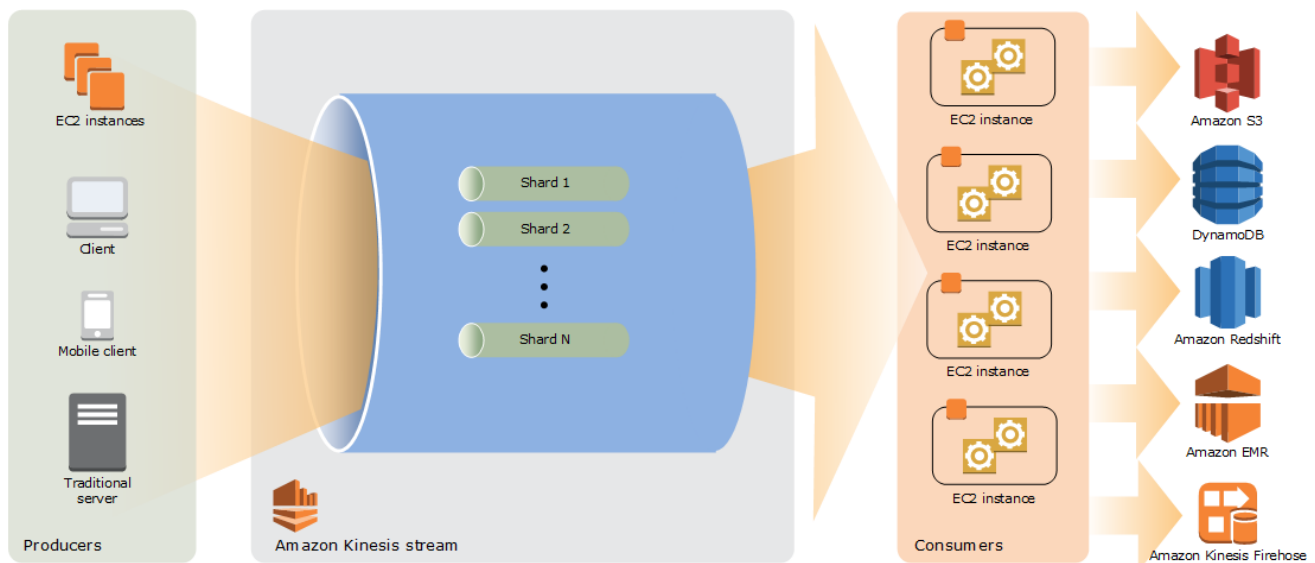 EC2 instances
Client
Mobile client
Traditional
server
Producers
Shard 1
Shard 2
Shard N
Amazon Kinesis stream
EC2 instance
EC2 instance
EC2 instance
EC2 instance
Consumers
Amazon S3
DynamoDB
Amazon Redshift
Amazon EMR
Amazon Kinesis Firehose